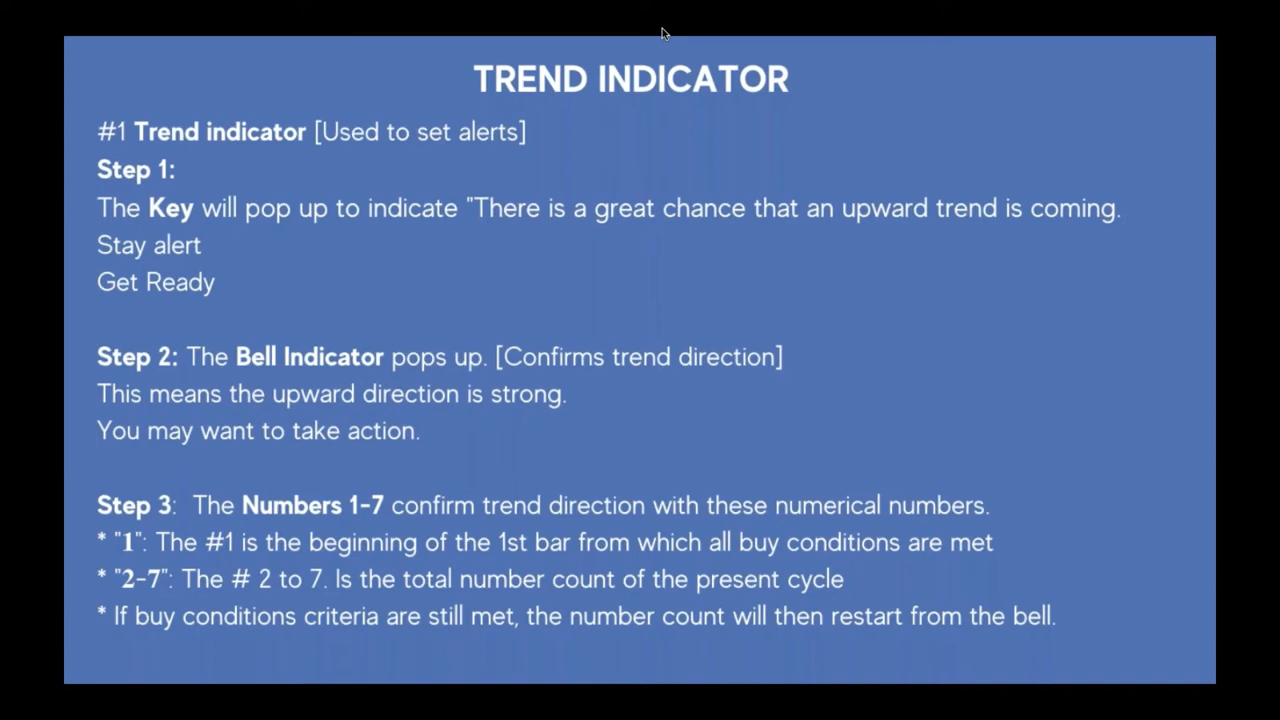 TREND INDICATOR
#1 Trend indicator [Used to set alerts]
Step 1:
The Key will pop up to indicate "There is a great chance that an upward trend is coming.
Stay alert
Get Ready
Step 2: The Bell Indicator pops up. [Confirms trend direction]
This means the upward direction is strong.
You may want to take action.
Step 3:  The Numbers 1-7 confirm trend direction with these numerical numbers.
* "1": The #1 is the beginning of the 1st bar from which all buy conditions are met
* "2-7": The # 2 to 7. Is the total number count of the present cycle
* If buy conditions criteria are still met, the number count will then restart from the bell.